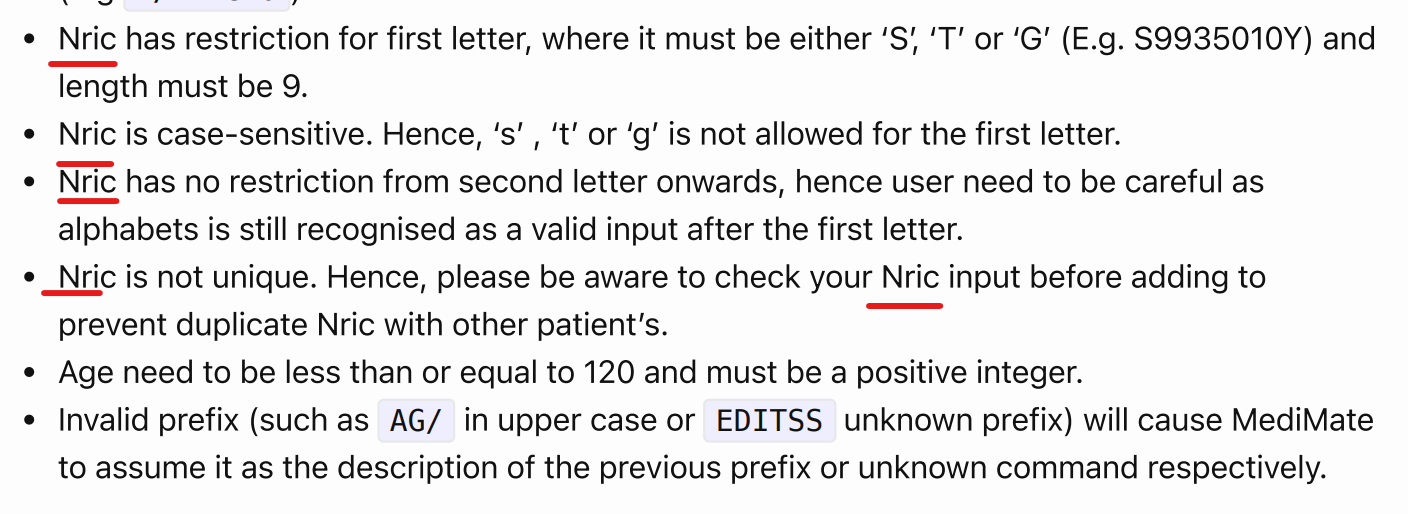 • Nric has restriction for first letter, where it must be either ‘S’, ‘T’ or ‘G’ (E.g. S9935010Y) and
length must be 9.
• Nric is case-sensitive. Hence, ‘s’ , ‘t’ or ‘g’ is not allowed for the first letter.
• Nric has no restriction from second letter onwards, hence user need to be careful as
alphabets is still recognised as a valid input after the first letter.
• Nric is not unique. Hence, please be aware to check your Nric input before adding to
prevent duplicate Nric with other patient’s.
• Age need to be less than or equal to 120 and must be a positive integer.
• Invalid prefix (such as AG/ in upper case or EDITSS unknown prefix) will cause MediMate
to assume it as the description of the previous prefix or unknown command respectively.